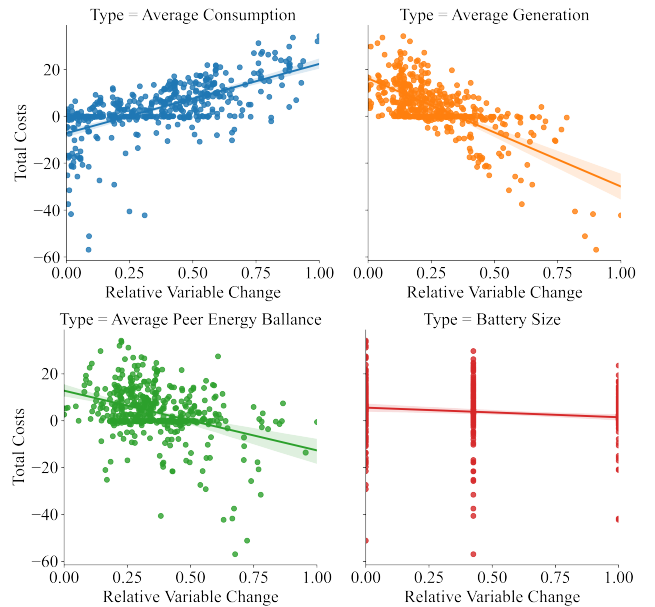 Type = Average Consumption
Type = Average Generation
Total Costs
20
0
−20
−40
−60
0.00 0.25 0.50 0.75 1.00
0.00 0.25 0.50 0.75 1.00
Relative Variable Change
Relative Variable Change
Type = Average Peer Energy Ballance
Type = Battery Size
Total Costs
20
0
−20
−40
−60
0.00 0.25 0.50 0.75 1.00
0.00 0.25 0.50 0.75 1.00
Relative Variable Change
Relative Variable Change